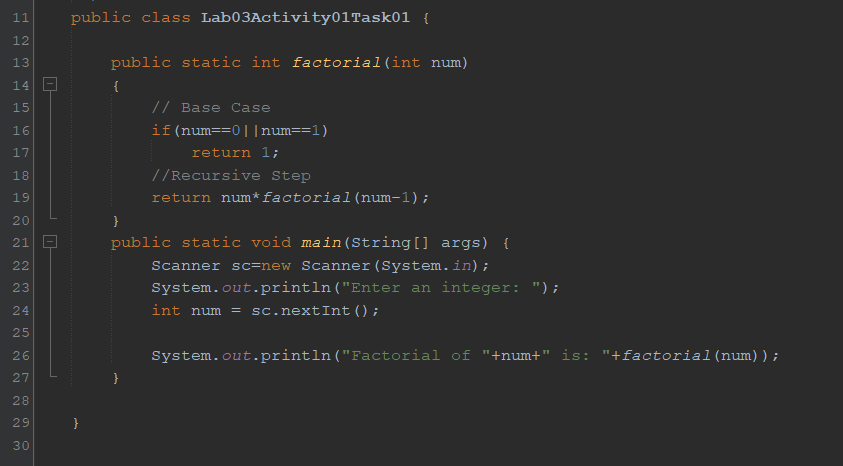 11 public class Lab03Activity01Task01 {
12
13 public static int factorial(int num)
14 {
15 // Base Case
16 if(num==0||num==1)
17 return 1;
18 //Recursive Step
19 return num*factorial(num-1);
20 }
21 public static void main(String[] args) {
22 Scanner sc=new Scanner(System.in);
23 System.out.println("Enter an integer: ");
24 int num = sc.nextInt();
25
26 System.out.println("Factorial of "+num+" is: "+factorial(num));
27 }
28
29 }
30